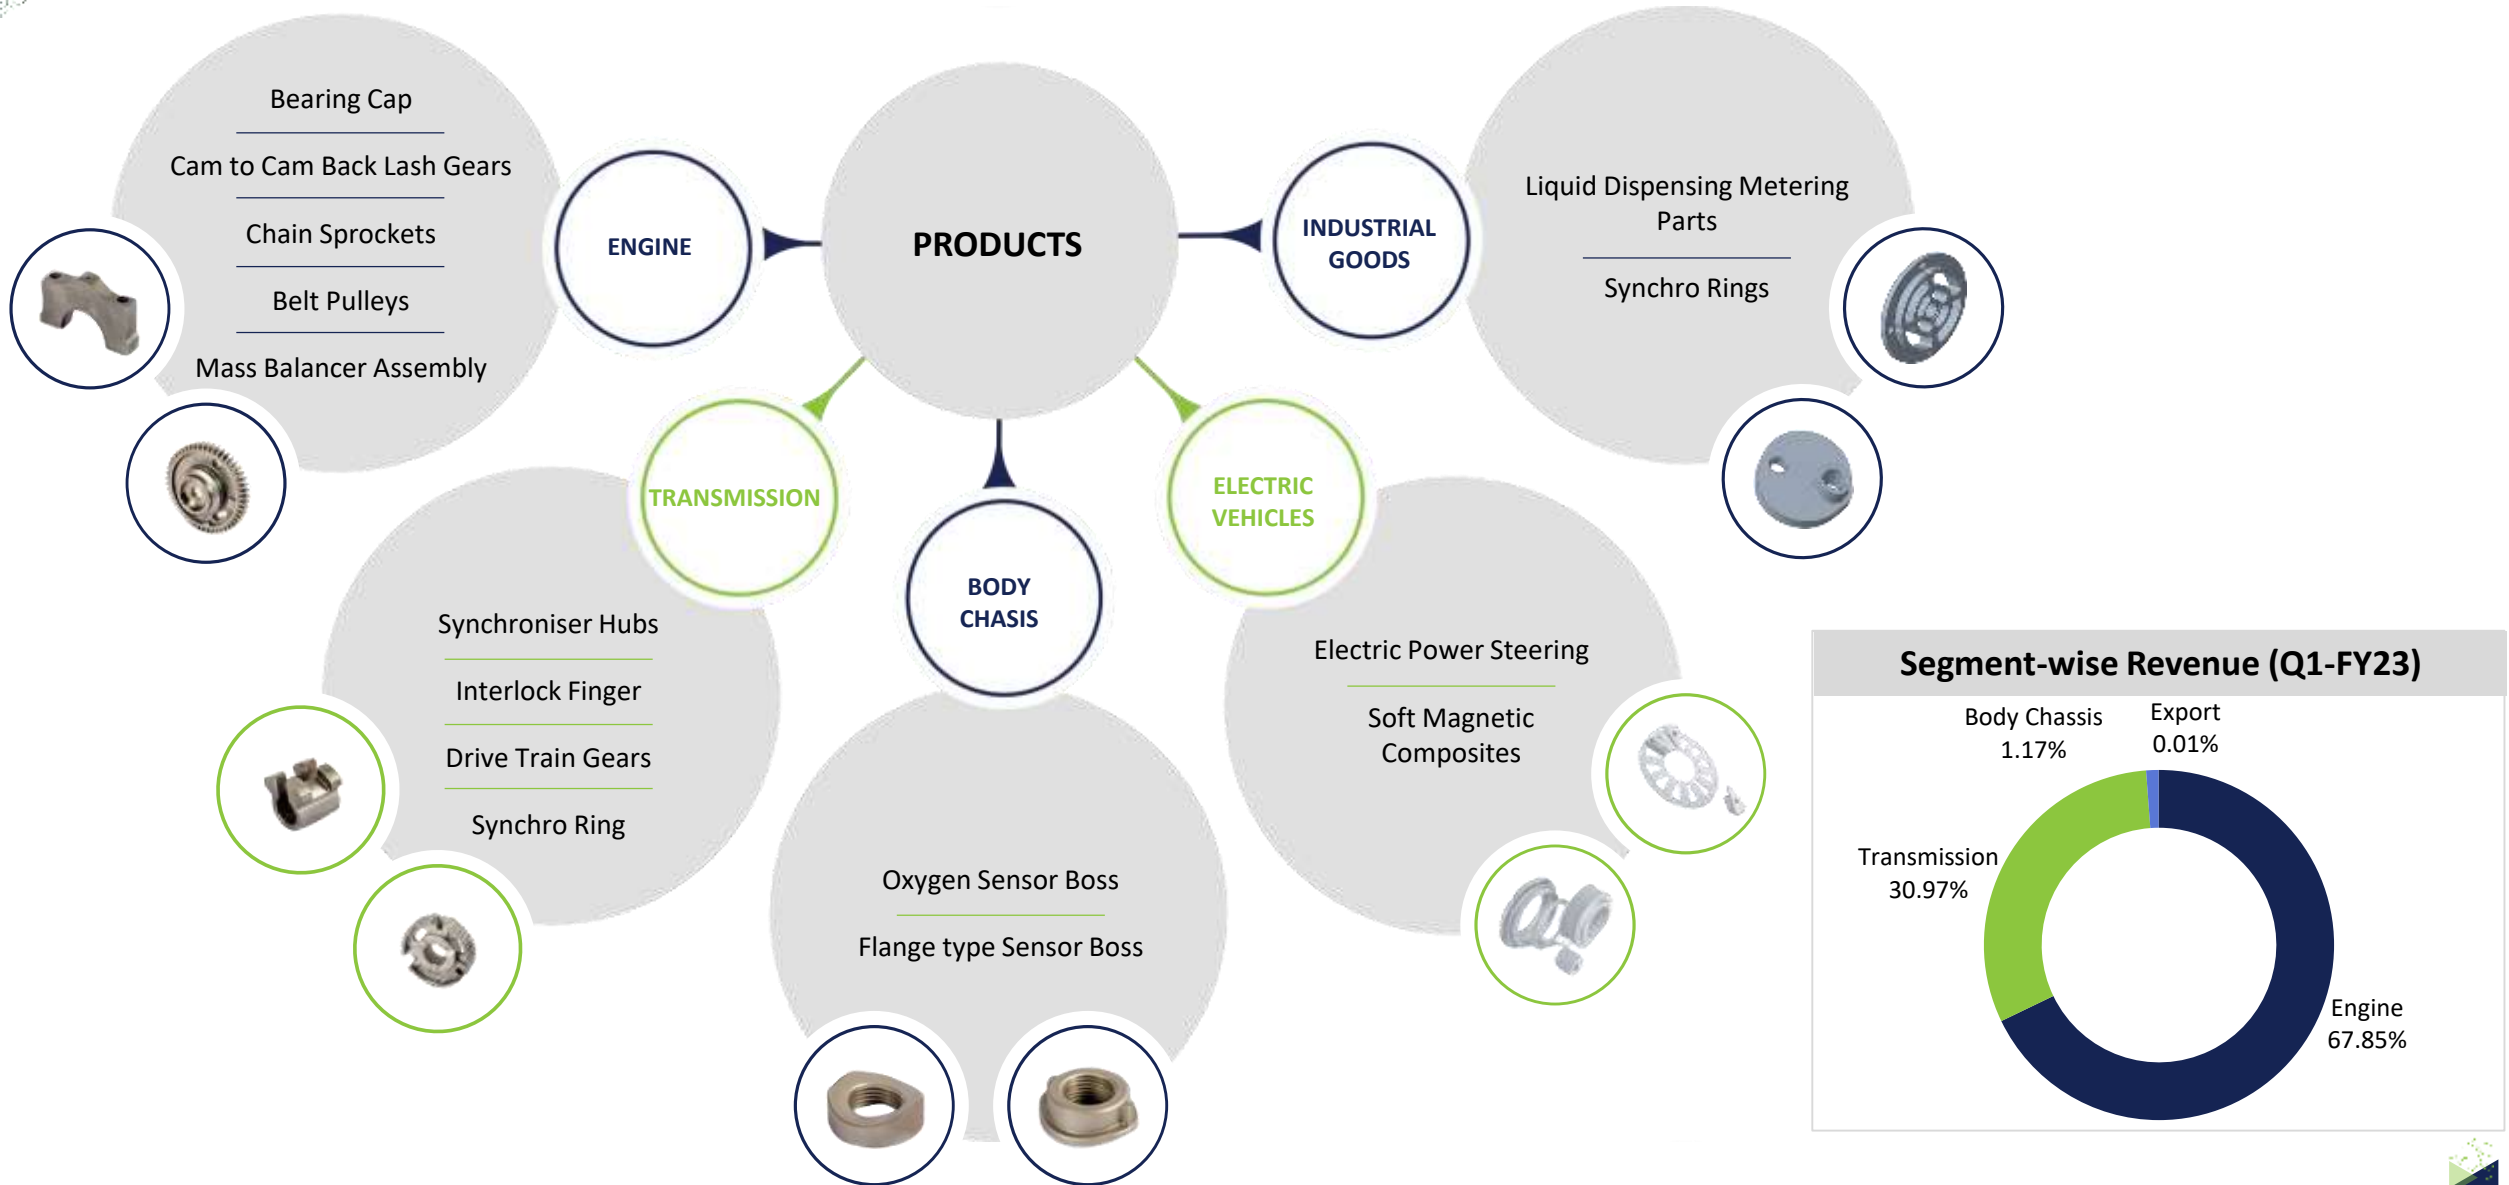 PRODUCTS
ENGINE
Bearing Cap
Cam to Cam Back Lash Gears
Chain Sprockets
Belt Pulleys
Mass Balancer Assembly
TRANSMISSION
Synchroniser Hubs
Interlock Finger
Drive Train Gears
Synchro Ring
BODY
CHASIS
Oxygen Sensor Boss
Flange type Sensor Boss
ELECTRIC
VEHICLES
Electric Power Steering
Soft Magnetic
Composites
INDUSTRIAL
GOODS
Liquid Dispensing Metering
Parts
Synchro Rings
Segment-wise Revenue (Q1-FY23)
Body Chassis
1.17%
Export
0.01%
Transmission
30.97%
Engine
67.85%